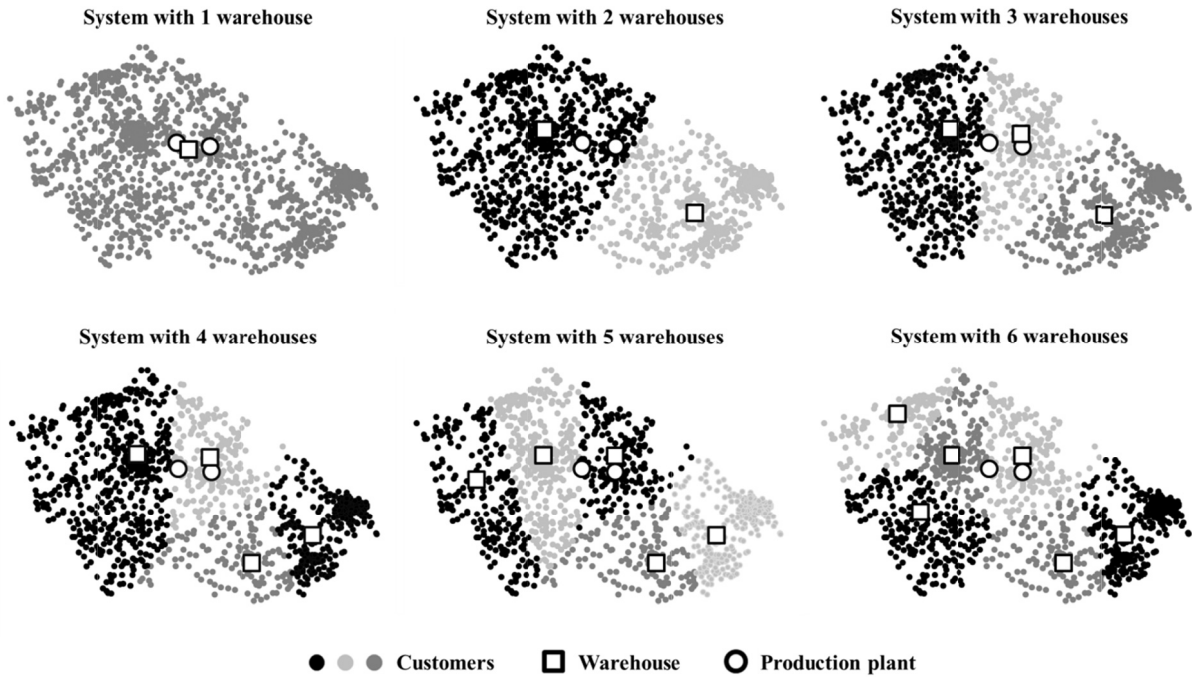 System with 1 warehouse
System with 2 warehouses
System with 3 warehouses
System with 4 warehouses
System with 5 warehouses
System with 6 warehouses
Customers
Warehouse
Production plant